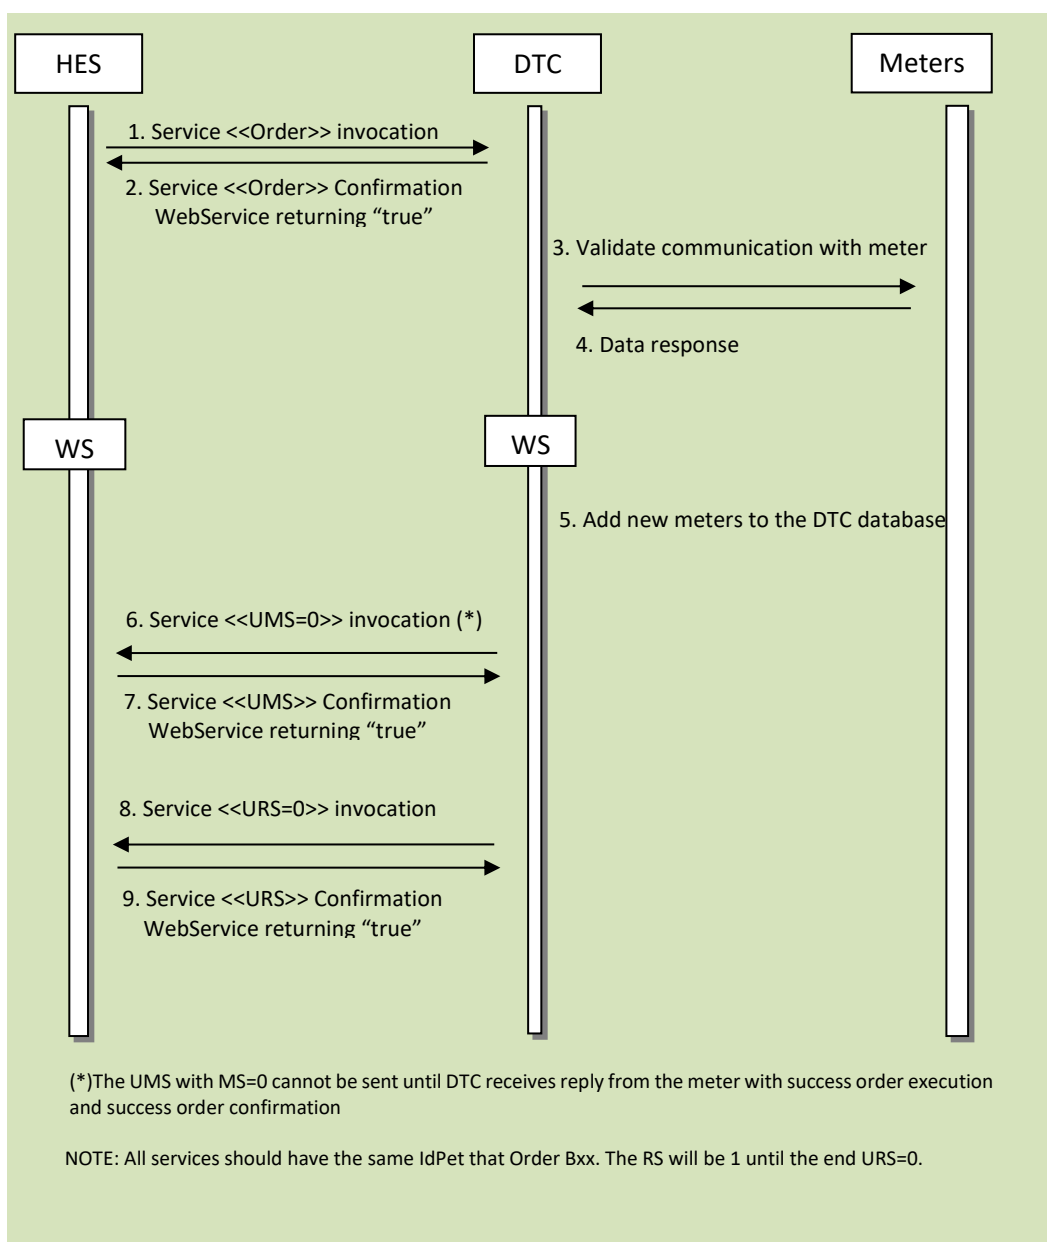 HES
DTC
Meters
1. Service <<Order>> invocation
2. Service <<Order>> Confirmation
WebService returning “true”
3. Validate communication with meter
4. Data response
WS
WS
5. Add new meters to the DTC database
6. Service <<UMS=0>> invocation (*)
7. Service <<UMS>> Confirmation
WebService returning “true”
8. Service <<URS=0>> invocation
9. Service <<URS>> Confirmation
WebService returning “true”
(*)The UMS with MS=0 cannot be sent until DTC receives reply from the meter with success order execution
and success order confirmation
NOTE: All services should have the same IdPet that Order Bxx. The RS will be 1 until the end URS=0.